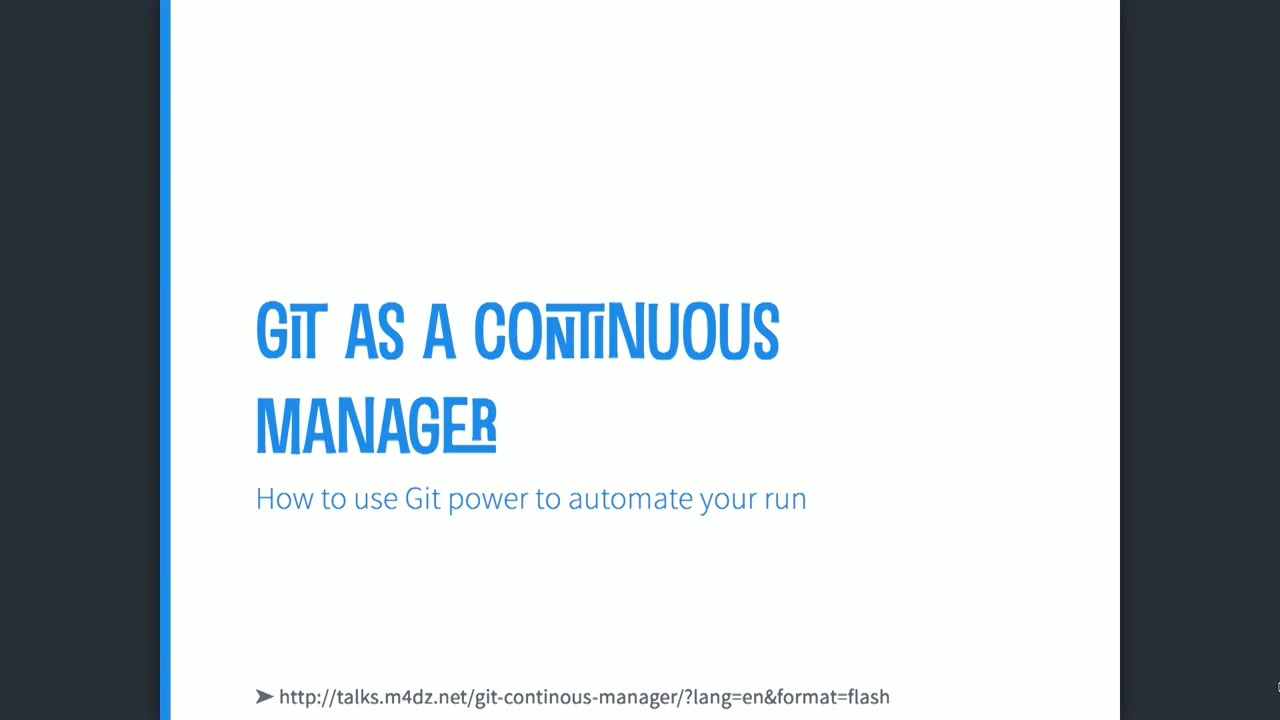 GIT AS A CONTINUOUS
MANAGER
How to use Git power to automate your run
➤ http://talks.m4dz.net/git-continous-manager/?lang=en&format=flash